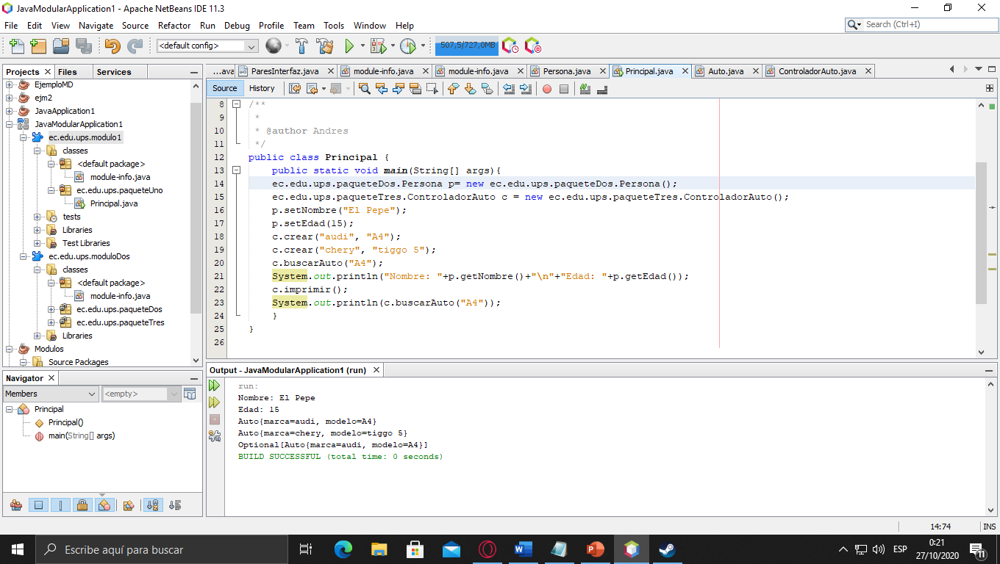 JavaModularApplication1 - Apache NetBeans IDE 11.3
File Edit View Navigate Source Refactor Run Debug Profile Team Tools Window Help
Search (Ctrl+I)
<default config>
507,5/727,0MB
Projects Files Services
EjemploMD
ejm2
JavaApplication1
JavaModularApplication1
ec.edu.ups.modulo1
classes
<default package>
module-info.java
ec.edu.ups.paqueteUno
Principal.java
tests
Libraries
Test Libraries
ec.edu.ups.moduloDos
classes
<default package>
module-info.java
ec.edu.ups.paqueteDos
ec.edu.ups.paqueteTres
Libraries
Modulos
Source Packages
Navigator
Members <empty>
Principal
Principal()
main(String[] args)
...ava ParesInterfaz.java module-info.java module-info.java Persona.java Principal.java Auto.java ControladorAuto.java
Source History
8 /**
9 *
10 * @author Andres
11 */
12 public class Principal {
13 public static void main(String[] args){
14 ec.edu.ups.paqueteDos.Persona p= new ec.edu.ups.paqueteDos.Persona();
15 ec.edu.ups.paqueteTres.ControladorAuto c = new ec.edu.ups.paqueteTres.ControladorAuto();
16 p.setNombre("El Pepe");
17 p.setEdad(15);
18 c.crear("audi", "A4");
19 c.crear("chery", "tiggo 5");
20 c.buscarAuto("A4");
21 System.out.println("Nombre: "+p.getNombre()+"\n"+"Edad: "+p.getEdad());
22 c.imprimir();
23 System.out.println(c.buscarAuto("A4"));
24 }
25 }
26
Output - JavaModularApplication1 (run)
run:
Nombre: El Pepe
Edad: 15
Auto{marca=audi, modelo=A4}
Auto{marca=chery, modelo=tiggo 5}
Optional[Auto{marca=audi, modelo=A4}]
BUILD SUCCESSFUL (total time: 0 seconds)
14:74 INS
Escribe aquí para buscar
ESP
0:21
27/10/2020
11